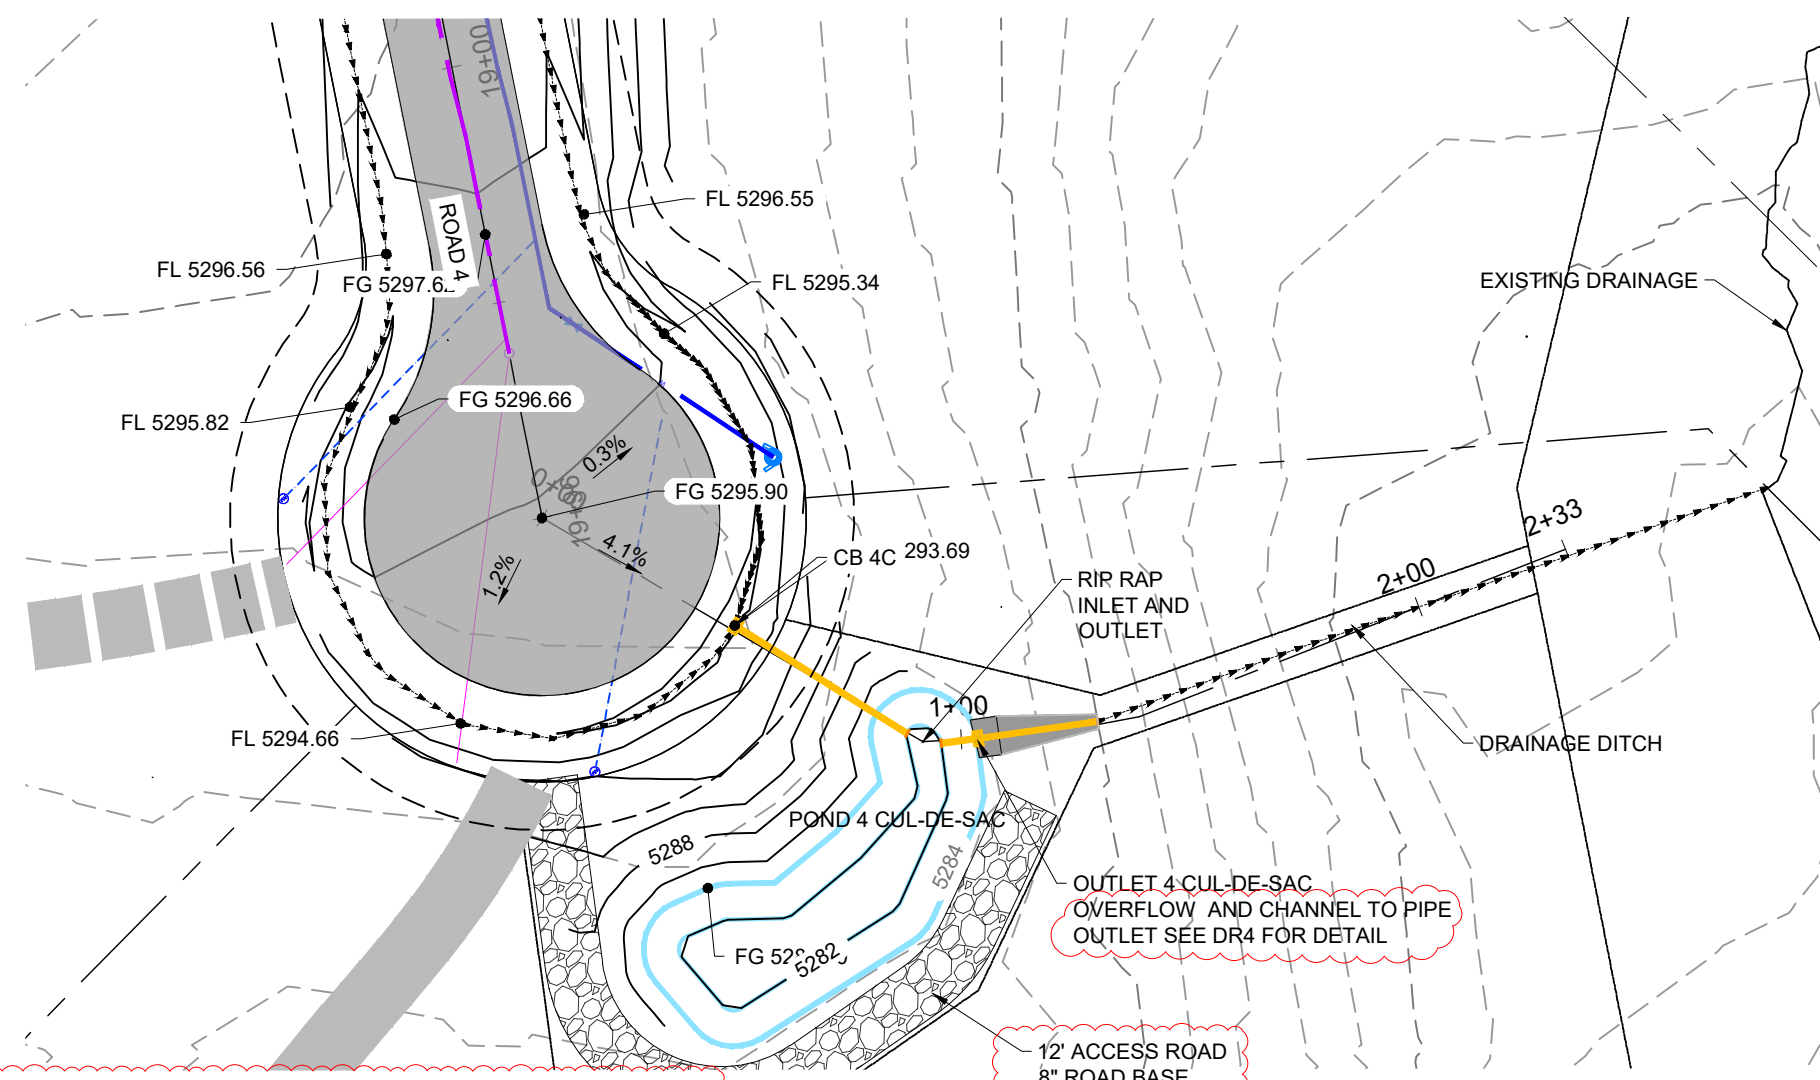 19+00
FL 5296.55
ROAD 4
FL 5296.56
FG 5297.6
FL 5295.34
EXISTING DRAINAGE
FG 5296.66
FL 5295.82
0.3%
FG 5295.90
4.1%
1.2%
CB 4C 293.69
2+33
2+00
RIP RAP
INLET AND
OUTLET
1+00
FL 5294.66
DRAINAGE DITCH
POND 4 CUL-DE-SAC
5288
5284
OUTLET 4 CUL-DE-SAC
OVERFLOW AND CHANNEL TO PIPE
OUTLET SEE DR4 FOR DETAIL
FG
5282
12' ACCESS ROAD
8" ROAD BASE